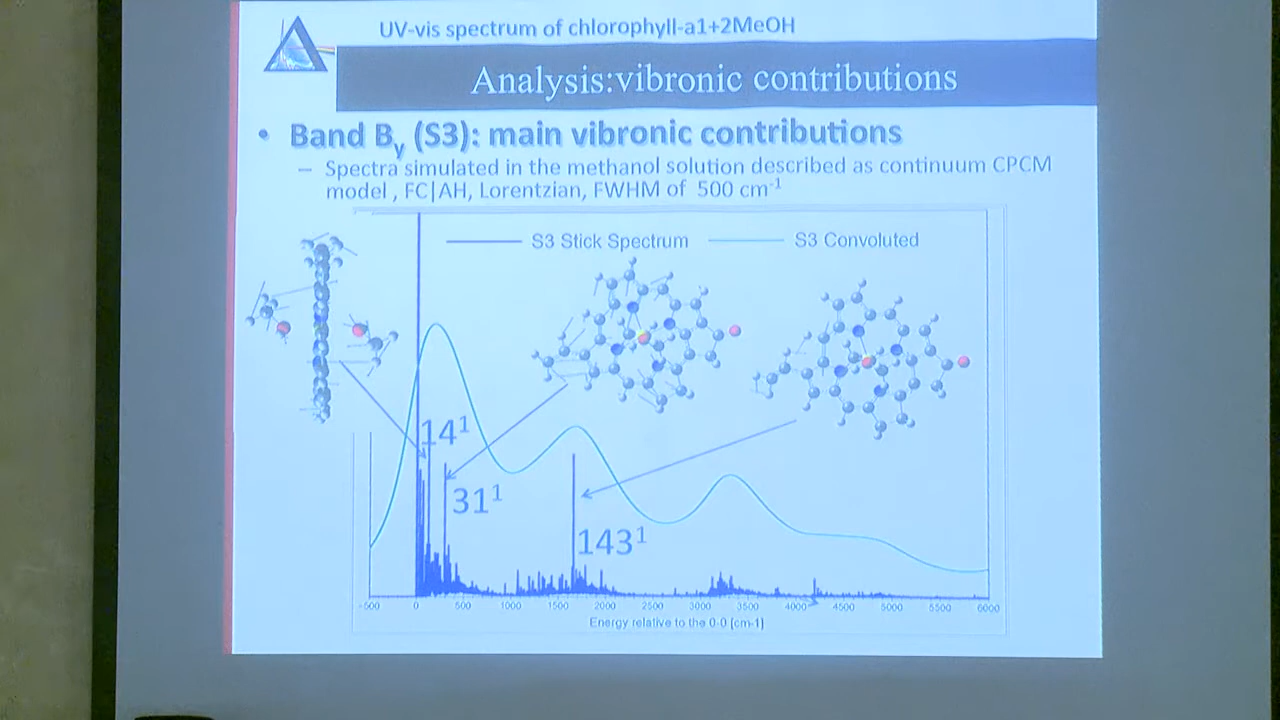 UV-vis spectrum of chlorophyll-a1+2MeOH
Analysis:vibronic contributions
• Band By (S3): main vibronic contributions
– Spectra simulated in the methanol solution described as continuum CPCM
model , FC|AH, Lorentzian, FWHM of 500 cm-1
S3 Stick Spectrum S3 Convoluted
14¹
31¹
143¹
-500 0 500 1000 1500 2000 2500 3000 3500 4000 4500 5000 5500 6000
Energy relative to the 0-0 [cm-1]